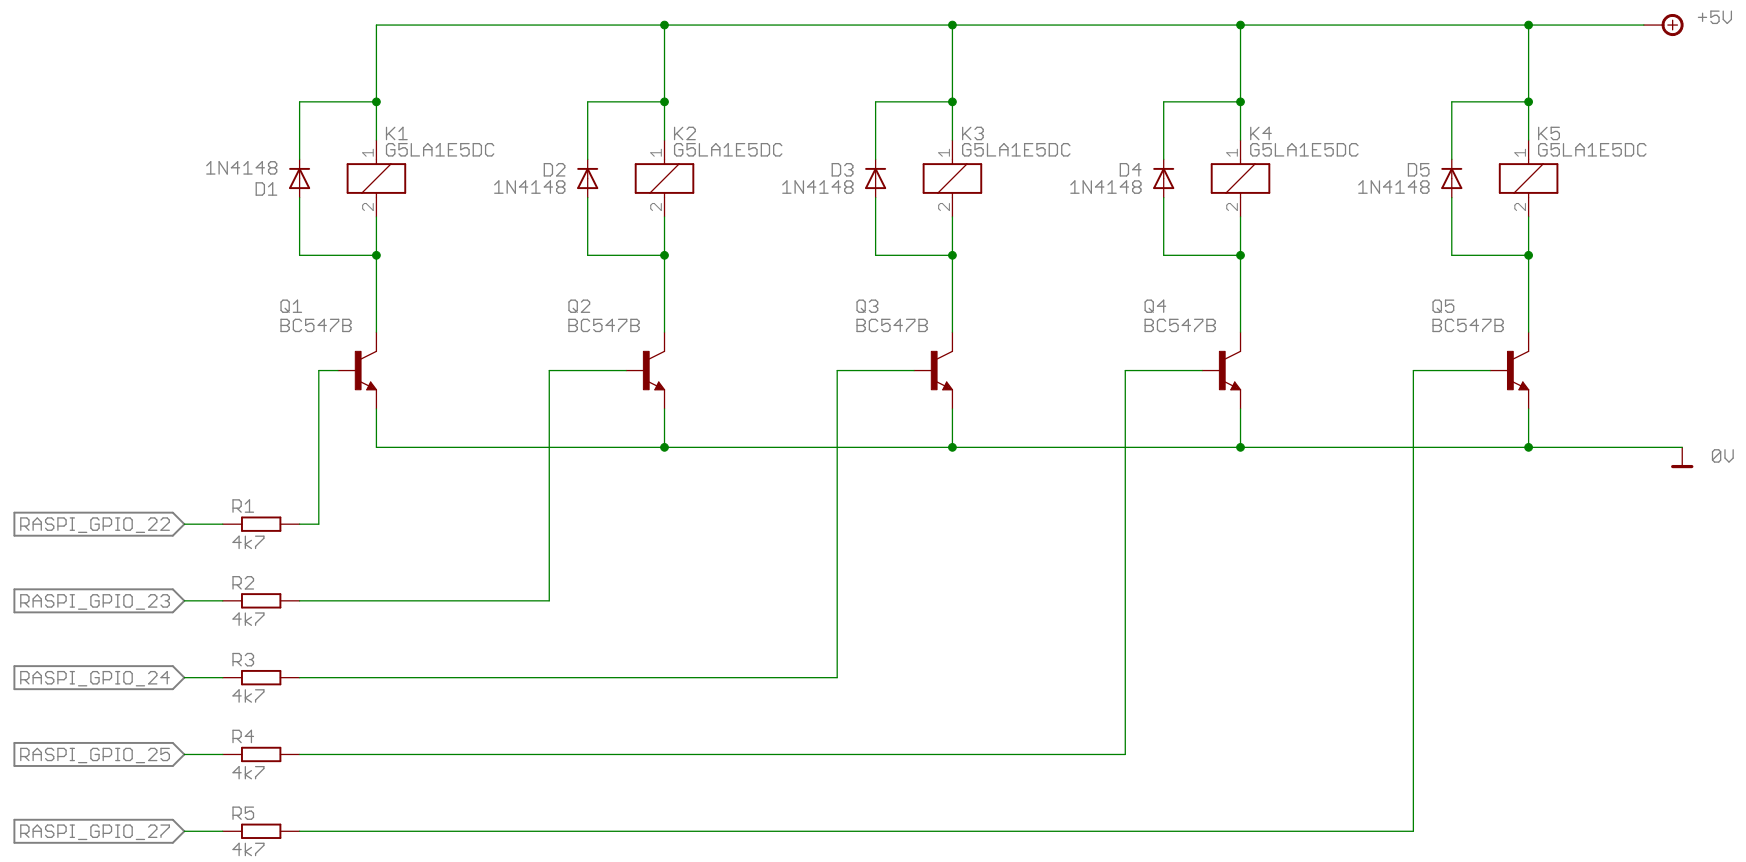 +5V
K1
G5LA1E5DC
1
2
1N4148
D1
K2
G5LA1E5DC
1
2
D2
1N4148
K3
G5LA1E5DC
1
2
D3
1N4148
K4
G5LA1E5DC
1
2
D4
1N4148
K5
G5LA1E5DC
1
2
D5
1N4148
Q1
BC547B
Q2
BC547B
Q3
BC547B
Q4
BC547B
Q5
BC547B
0V
R1
RASPI_GPIO_22
4k7
R2
RASPI_GPIO_23
4k7
R3
RASPI_GPIO_24
4k7
R4
RASPI_GPIO_25
4k7
R5
RASPI_GPIO_27
4k7